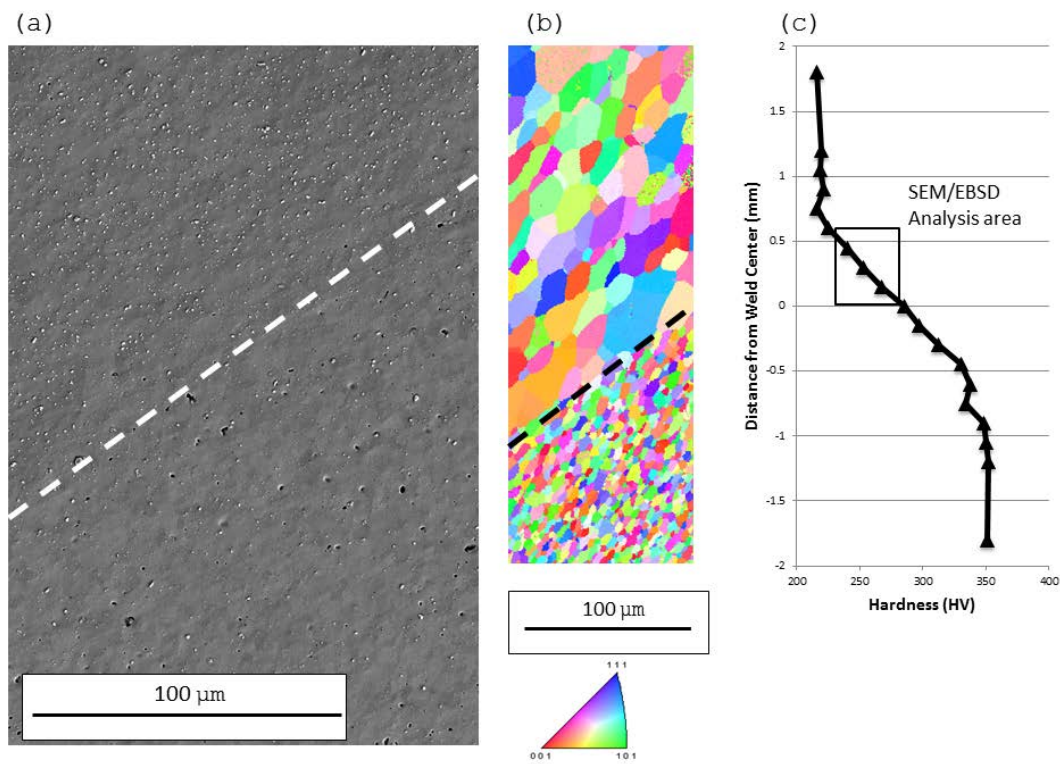 (a)
(b)
(c)
100 µm
100 µm
111
001
101
2
1.5
1
0.5
0
-0.5
-1
-1.5
-2
Distance from Weld Center (mm)
SEM/EBSD
Analysis area
200
250
300
350
400
Hardness (HV)